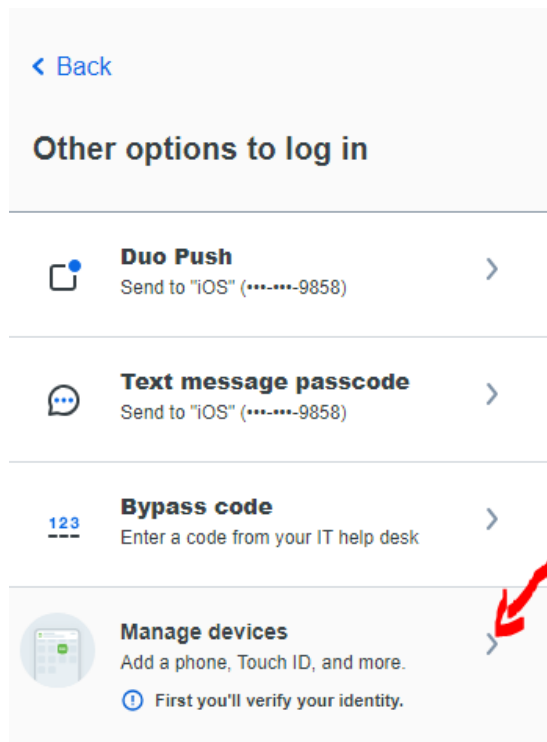 Back
Other options to log in
Duo Push
Send to "iOS" (•••-•••-9858)
Text message passcode
Send to "iOS" (•••-•••-9858)
123
Bypass code
Enter a code from your IT help desk
Manage devices
Add a phone, Touch ID, and more.
First you'll verify your identity.